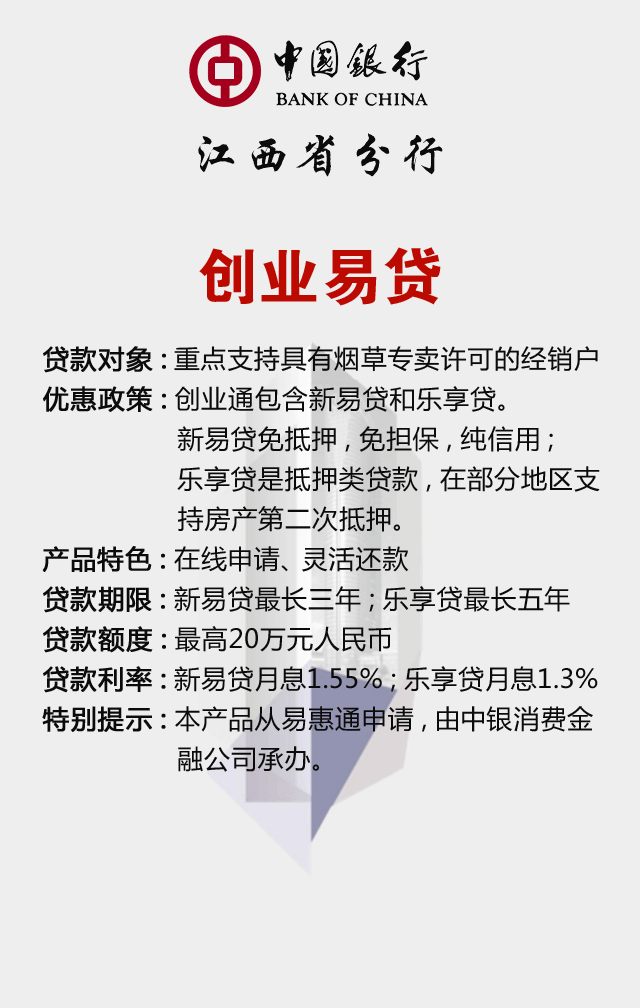 中国銀行
BANK OF CHINA
江西省分行
创业易贷
贷款对象：重点支持具有烟草专卖许可的经销户
优惠政策：创业通包含新易贷和乐享贷。
新易贷免抵押，免担保，纯信用；
乐享贷是抵押类贷款，在部分地区支
持房产第二次抵押。
产品特色：在线申请、灵活还款
贷款期限：新易贷最长三年；乐享贷最长五年
贷款额度：最高20万元人民币
贷款利率：新易贷月息1.55%；乐享贷月息1.3%
特别提示：本产品从易惠通申请，由中银消费金
融公司承办。